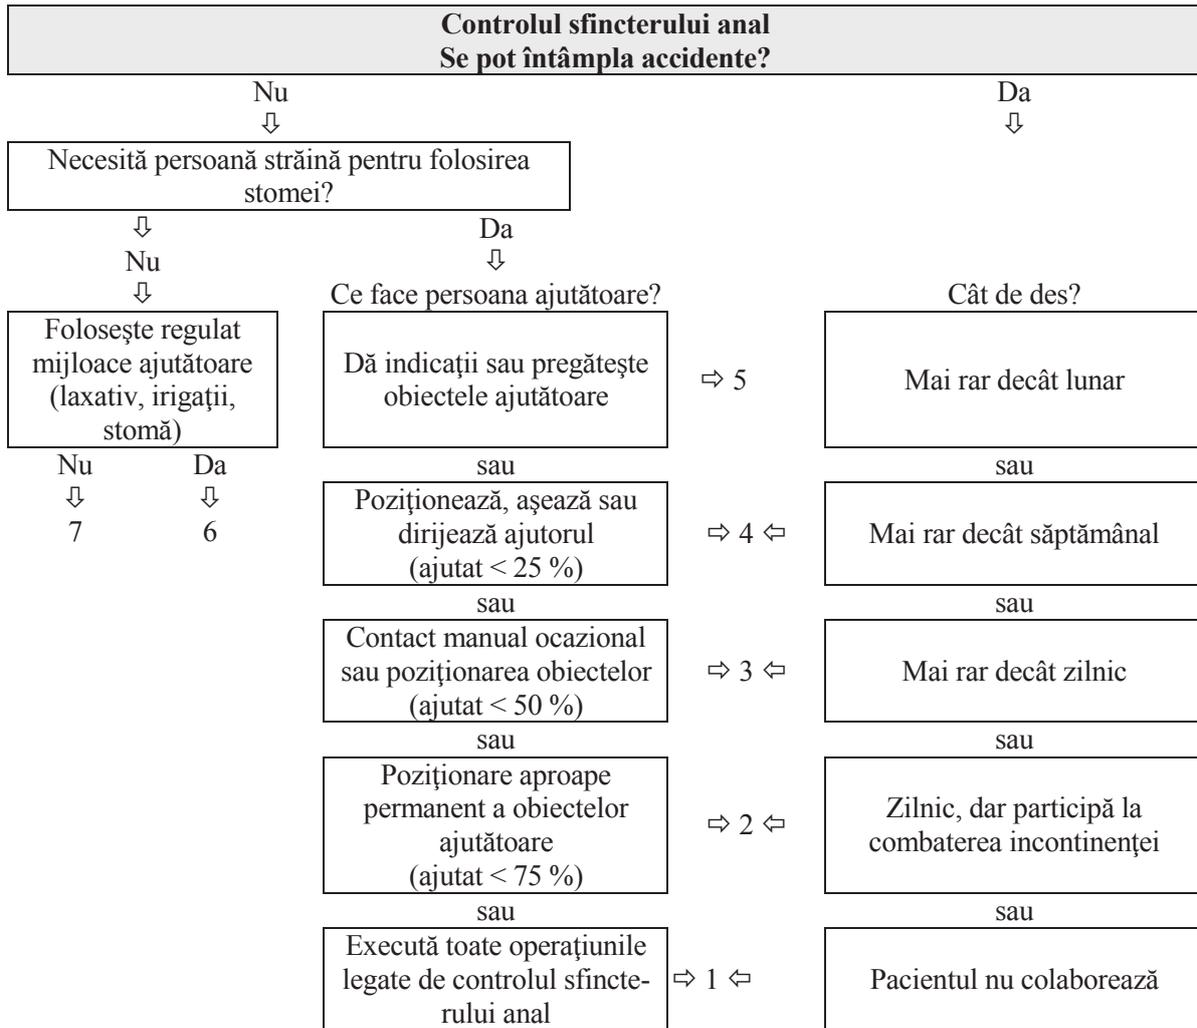 Controlul sfincterului anal
Se pot întâmpla accidente?
Nu Da
⇩ ⇩
Necesită persoană străină pentru folosirea
stomei?
⇩ Da
Nu ⇩
⇩ Ce face persoana ajutătoare? Cât de des?
Foloseşte regulat
mijloace ajutătoare
(laxativ, irigaţii,
stomă)
Dă indicaţii sau pregăteşte
obiectele ajutătoare
⇨ 5
Mai rar decât lunar
Nu Da
⇩ ⇩
7 6
sau sau
Poziţionează, aşează sau
dirijează ajutorul
(ajutat < 25 %)
⇨ 4 ⇦
Mai rar decât săptămânal
sau sau
Contact manual ocazional
sau poziţionarea obiectelor
(ajutat < 50 %)
⇨ 3 ⇦
Mai rar decât zilnic
sau sau
Poziţionare aproape
permanent a obiectelor
ajutătoare
(ajutat < 75 %)
⇨ 2 ⇦
Zilnic, dar participă la
combaterea incontinenţei
sau sau
Execută toate operaţiunile
legate de controlul sfincte-
rului anal
⇨ 1 ⇦
Pacientul nu colaborează